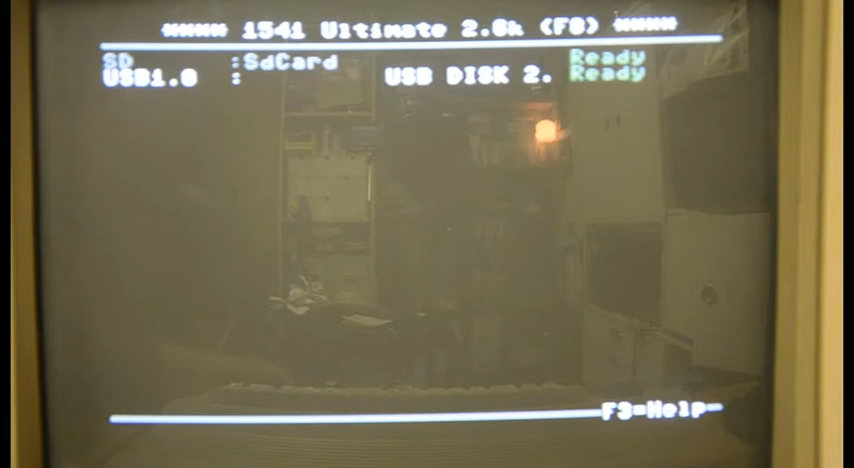 **** 1541 Ultimate 2.6k (F8) ****
SD :SdCard Ready
USB1.0 : USB DISK 2. Ready
F3=Help